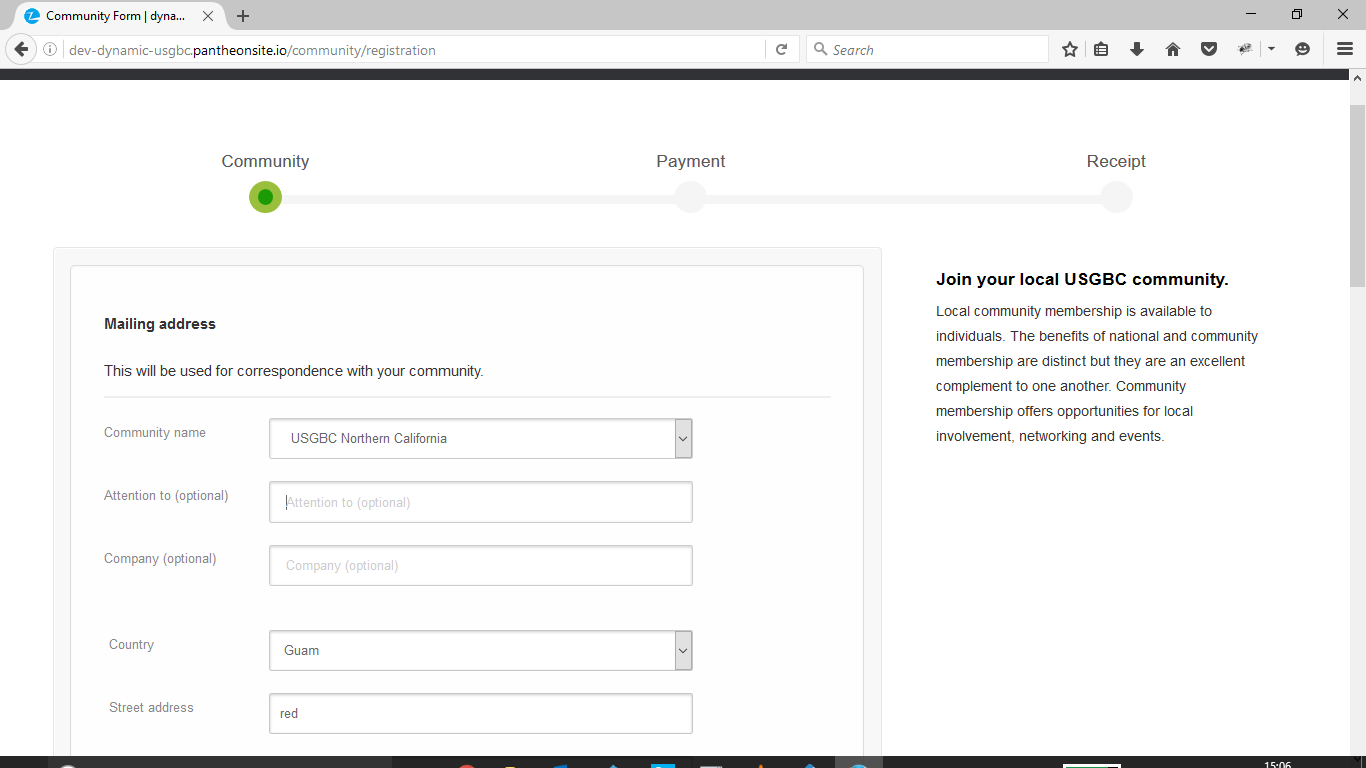 Community Form | dyna...
dev-dynamic-usgbc.pantheonsite.io/community/registration
Search
Community
Payment
Receipt
Mailing address
This will be used for correspondence with your community.
Community name
USGBC Northern California
Attention to (optional)
Attention to (optional)
Company (optional)
Company (optional)
Country
Guam
Street address
red
Join your local USGBC community.
Local community membership is available to
individuals. The benefits of national and community
membership are distinct but they are an excellent
complement to one another. Community
membership offers opportunities for local
involvement, networking and events.
15:06